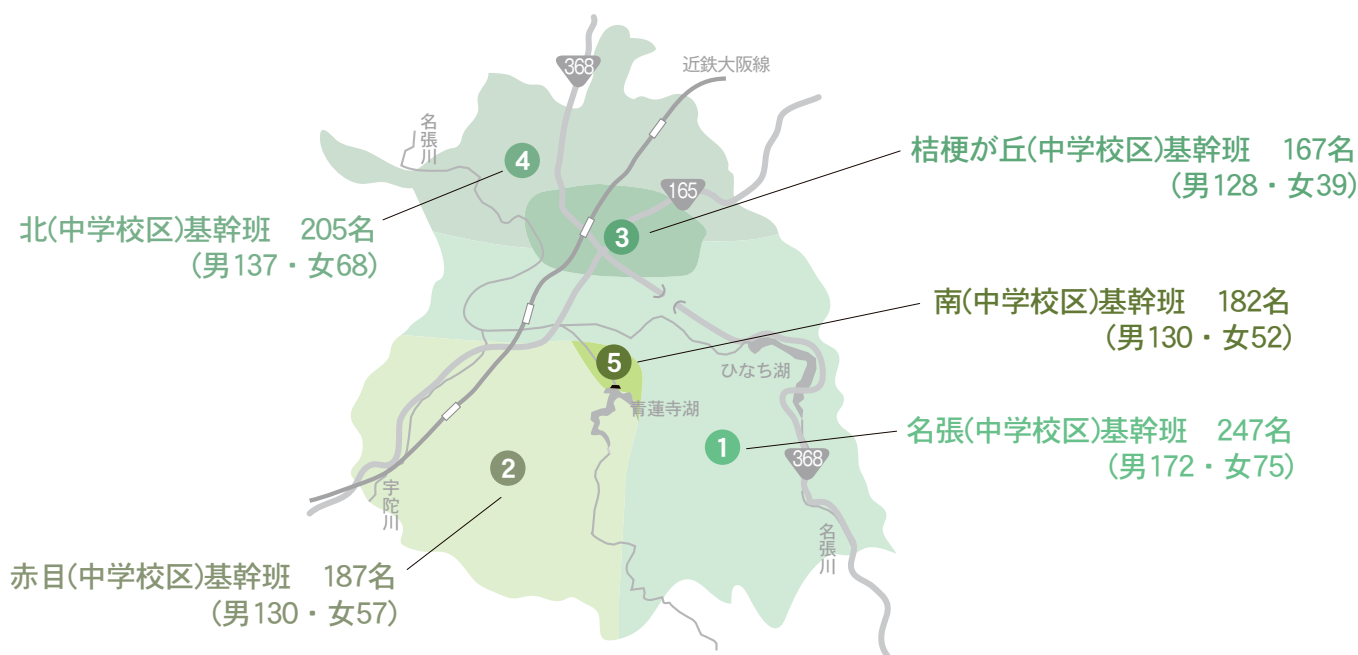 368
近鉄大阪線
名張川
4
165
桔梗が丘(中学校区)基幹班　167名
(男128・女39)
北(中学校区)基幹班　205名
(男137・女68)
3
南(中学校区)基幹班　182名
(男130・女52)
5
ひなち湖
青蓮寺湖
名張(中学校区)基幹班　247名
(男172・女75)
1
2
368
宇陀川
名張川
赤目(中学校区)基幹班　187名
(男130・女57)